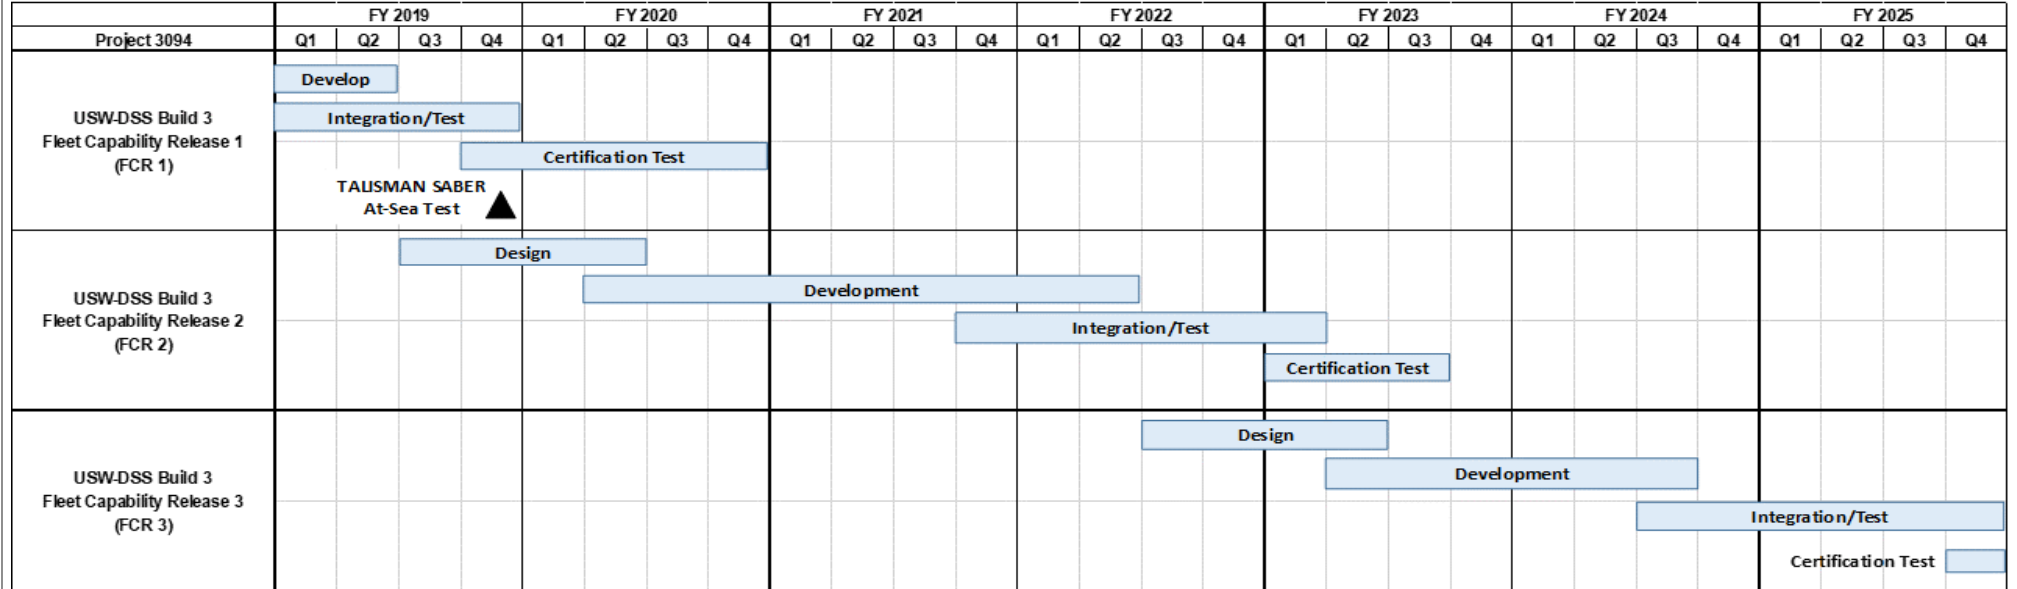 FY 2019 FY 2020 FY 2021 FY 2022 FY 2023 FY 2024 FY 2025
Project 3094 Q1 Q2 Q3 Q4 Q1 Q2 Q3 Q4 Q1 Q2 Q3 Q4 Q1 Q2 Q3 Q4 Q1 Q2 Q3 Q4 Q1 Q2 Q3 Q4 Q1 Q2 Q3 Q4
USW-DSS Build 3
Fleet Capability Release 1
(FCR 1)
Develop
Integration/Test
Certification Test
TALISMAN SABER
At-Sea Test
USW-DSS Build 3
Fleet Capability Release 2
(FCR 2)
Design
Development
Integration/Test
Certification Test
USW-DSS Build 3
Fleet Capability Release 3
(FCR 3)
Design
Development
Integration/Test
Certification Test